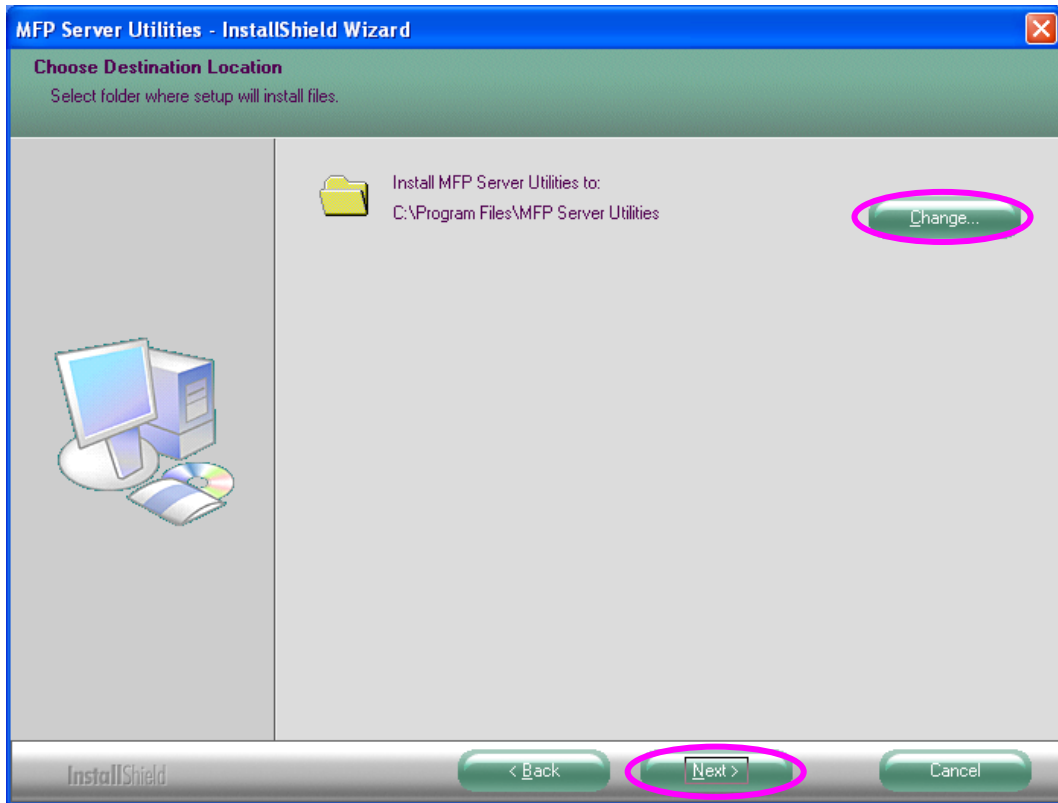 MFP Server Utilities - InstallShield Wizard
Choose Destination Location
Select folder where setup will install files.
Install MFP Server Utilities to:
C:\Program Files\MFP Server Utilities
Change...
InstallShield
< Back
Next >
Cancel